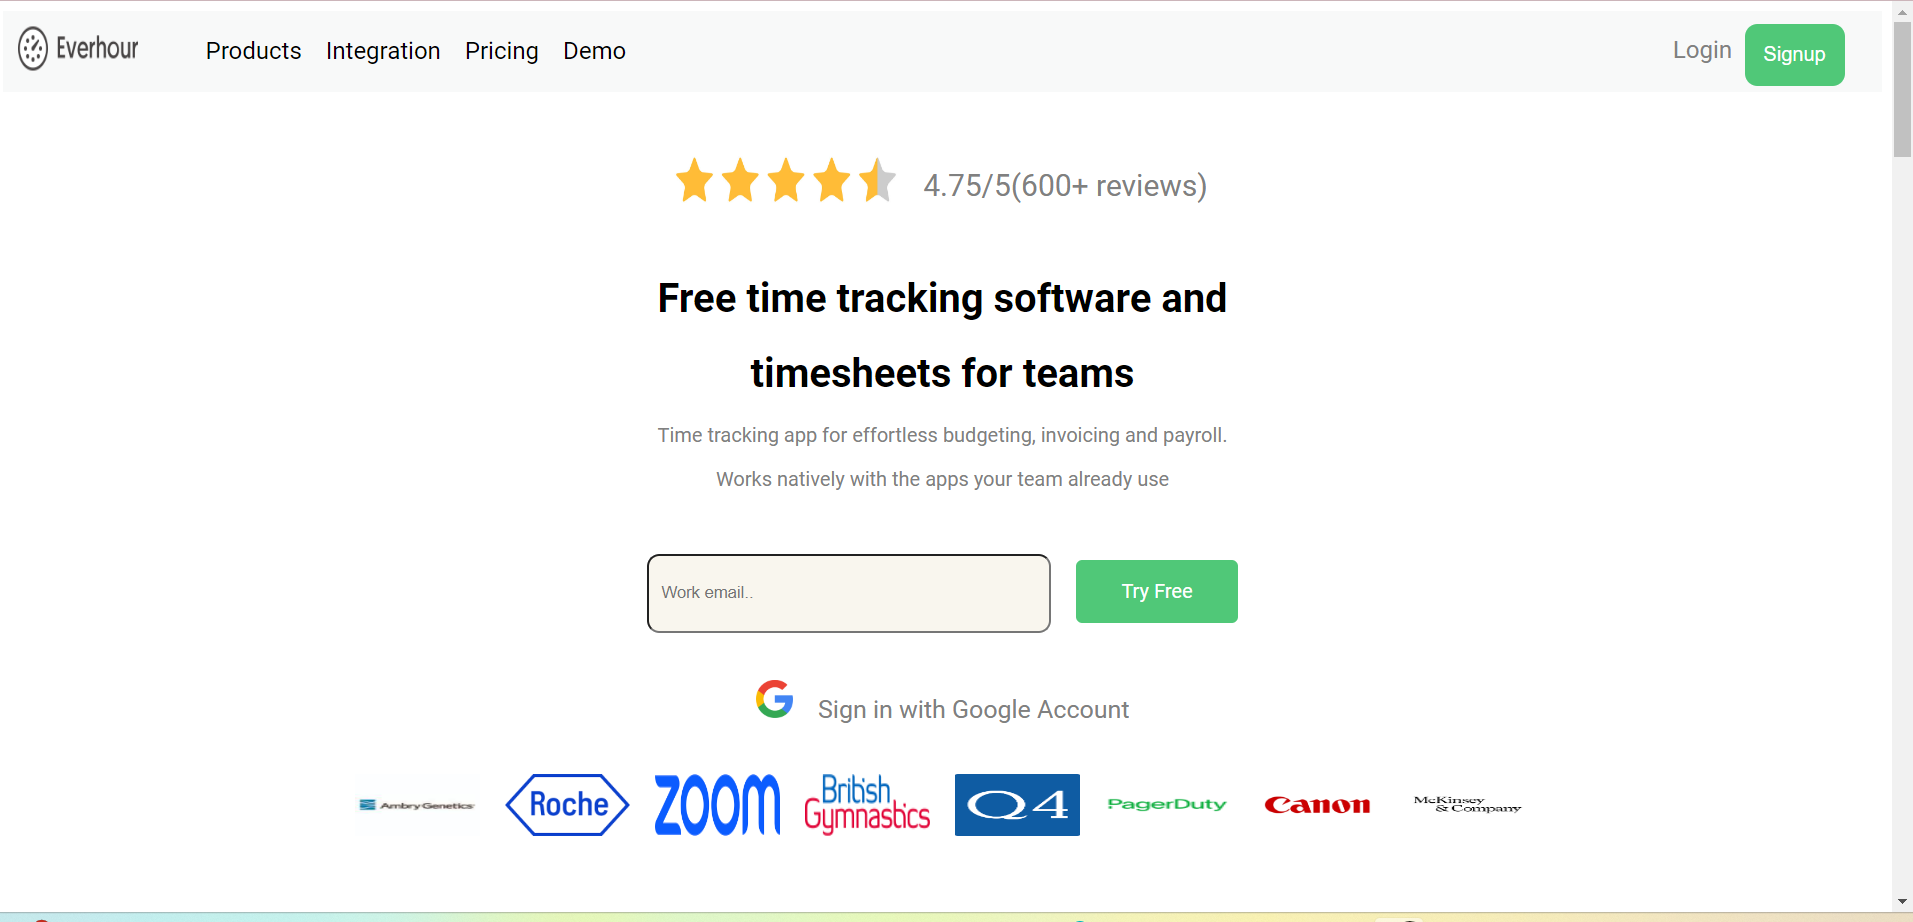 Everhour Products Integration Pricing Demo Login Signup
4.75/5(600+ reviews)
Free time tracking software and
timesheets for teams
Time tracking app for effortless budgeting, invoicing and payroll.
Works natively with the apps your team already use
Work email.. Try Free
G Sign in with Google Account
Ambry Genetics Roche ZOOM British Gymnastics Q4 PagerDuty Canon McKinsey & Company